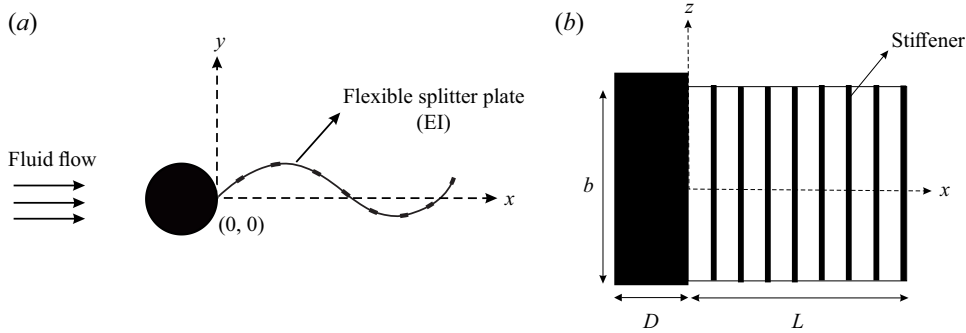 (a)
y
Flexible splitter plate
(EI)
Fluid flow
x
(0, 0)
(b)
z
Stiffener
b
x
D
L